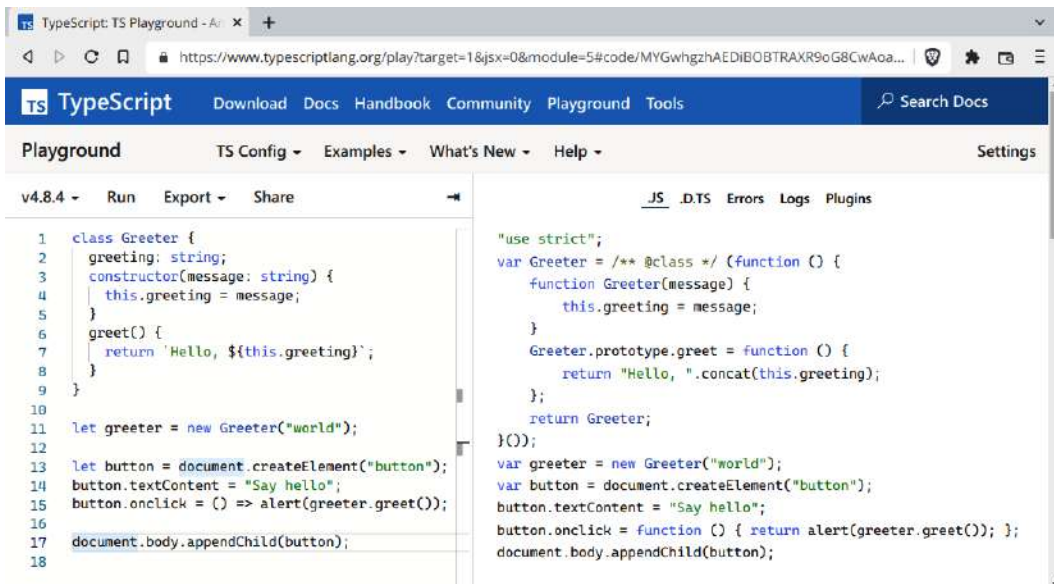 TypeScript: TS Playground - An
https://www.typescriptlang.org/play?target=1&jsx=0&module=5#code/MYGwhgzhAEDiBOBTRAXR9oG8CwAoa...
TS TypeScript Download Docs Handbook Community Playground Tools Search Docs
Playground TS Config Examples What's New Help Settings
v4.8.4 Run Export Share
.JS .D.TS Errors Logs Plugins
1 class Greeter {
2 greeting: string;
3 constructor(message: string) {
4 this.greeting = message;
5 }
6 greet() {
7 return `Hello, ${this.greeting}`;
8 }
9 }
10
11 let greeter = new Greeter("world");
12
13 let button = document.createElement("button");
14 button.textContent = "Say hello";
15 button.onclick = () => alert(greeter.greet());
16
17 document.body.appendChild(button);
18
"use strict";
var Greeter = /** @class */ (function () {
function Greeter(message) {
this.greeting = message;
}
Greeter.prototype.greet = function () {
return "Hello, ".concat(this.greeting);
};
return Greeter;
}());
var greeter = new Greeter("world");
var button = document.createElement("button");
button.textContent = "Say hello";
button.onclick = function () { return alert(greeter.greet()); };
document.body.appendChild(button);